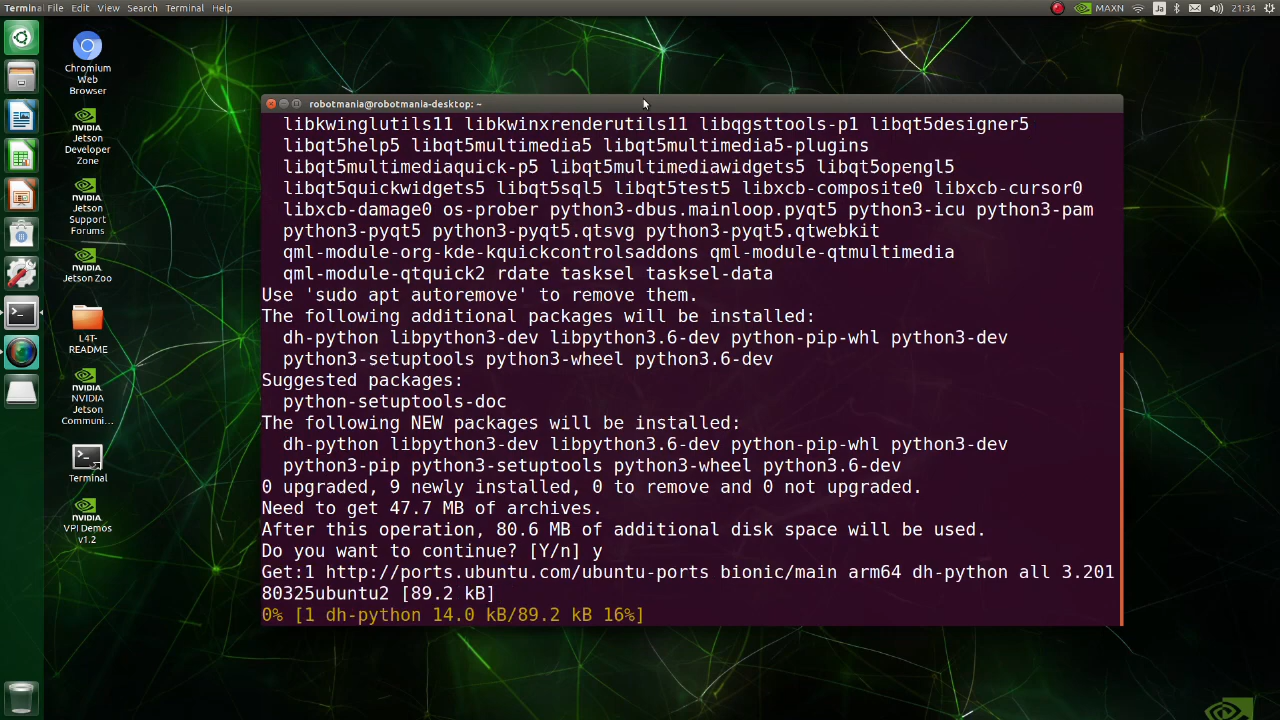 Terminal File Edit View Search Terminal Help
MAXN
Ja
21:34
Chromium
Web
Browser
NVIDIA
Jetson
Developer
Zone
NVIDIA
Jetson
Support
Forums
NVIDIA
Jetson Zoo
L4T-
README
NVIDIA
NVIDIA
Jetson
Communi...
Terminal
NVIDIA
VPI Demos
v1.2
robotmania@robotmania-desktop: ~
libkwinglutils11 libkwinxrenderutils11 libqgsttools-p1 libqt5designer5
libqt5help5 libqt5multimedia5 libqt5multimedia5-plugins
libqt5multimediaquick-p5 libqt5multimediawidgets5 libqt5opengl5
libqt5quickwidgets5 libqt5sql5 libqt5test5 libxcb-composite0 libxcb-cursor0
libxcb-damage0 os-prober python3-dbus.mainloop.pyqt5 python3-icu python3-pam
python3-pyqt5 python3-pyqt5.qtsvg python3-pyqt5.qtwebkit
qml-module-org-kde-kquickcontrolsaddons qml-module-qtmultimedia
qml-module-qtquick2 rdate tasksel tasksel-data
Use 'sudo apt autoremove' to remove them.
The following additional packages will be installed:
dh-python libpython3-dev libpython3.6-dev python-pip-whl python3-dev
python3-setuptools python3-wheel python3.6-dev
Suggested packages:
python-setuptools-doc
The following NEW packages will be installed:
dh-python libpython3-dev libpython3.6-dev python-pip-whl python3-dev
python3-pip python3-setuptools python3-wheel python3.6-dev
0 upgraded, 9 newly installed, 0 to remove and 0 not upgraded.
Need to get 47.7 MB of archives.
After this operation, 80.6 MB of additional disk space will be used.
Do you want to continue? [Y/n] y
Get:1 http://ports.ubuntu.com/ubuntu-ports bionic/main arm64 dh-python all 3.201
80325ubuntu2 [89.2 kB]
0% [1 dh-python 14.0 kB/89.2 kB 16%]